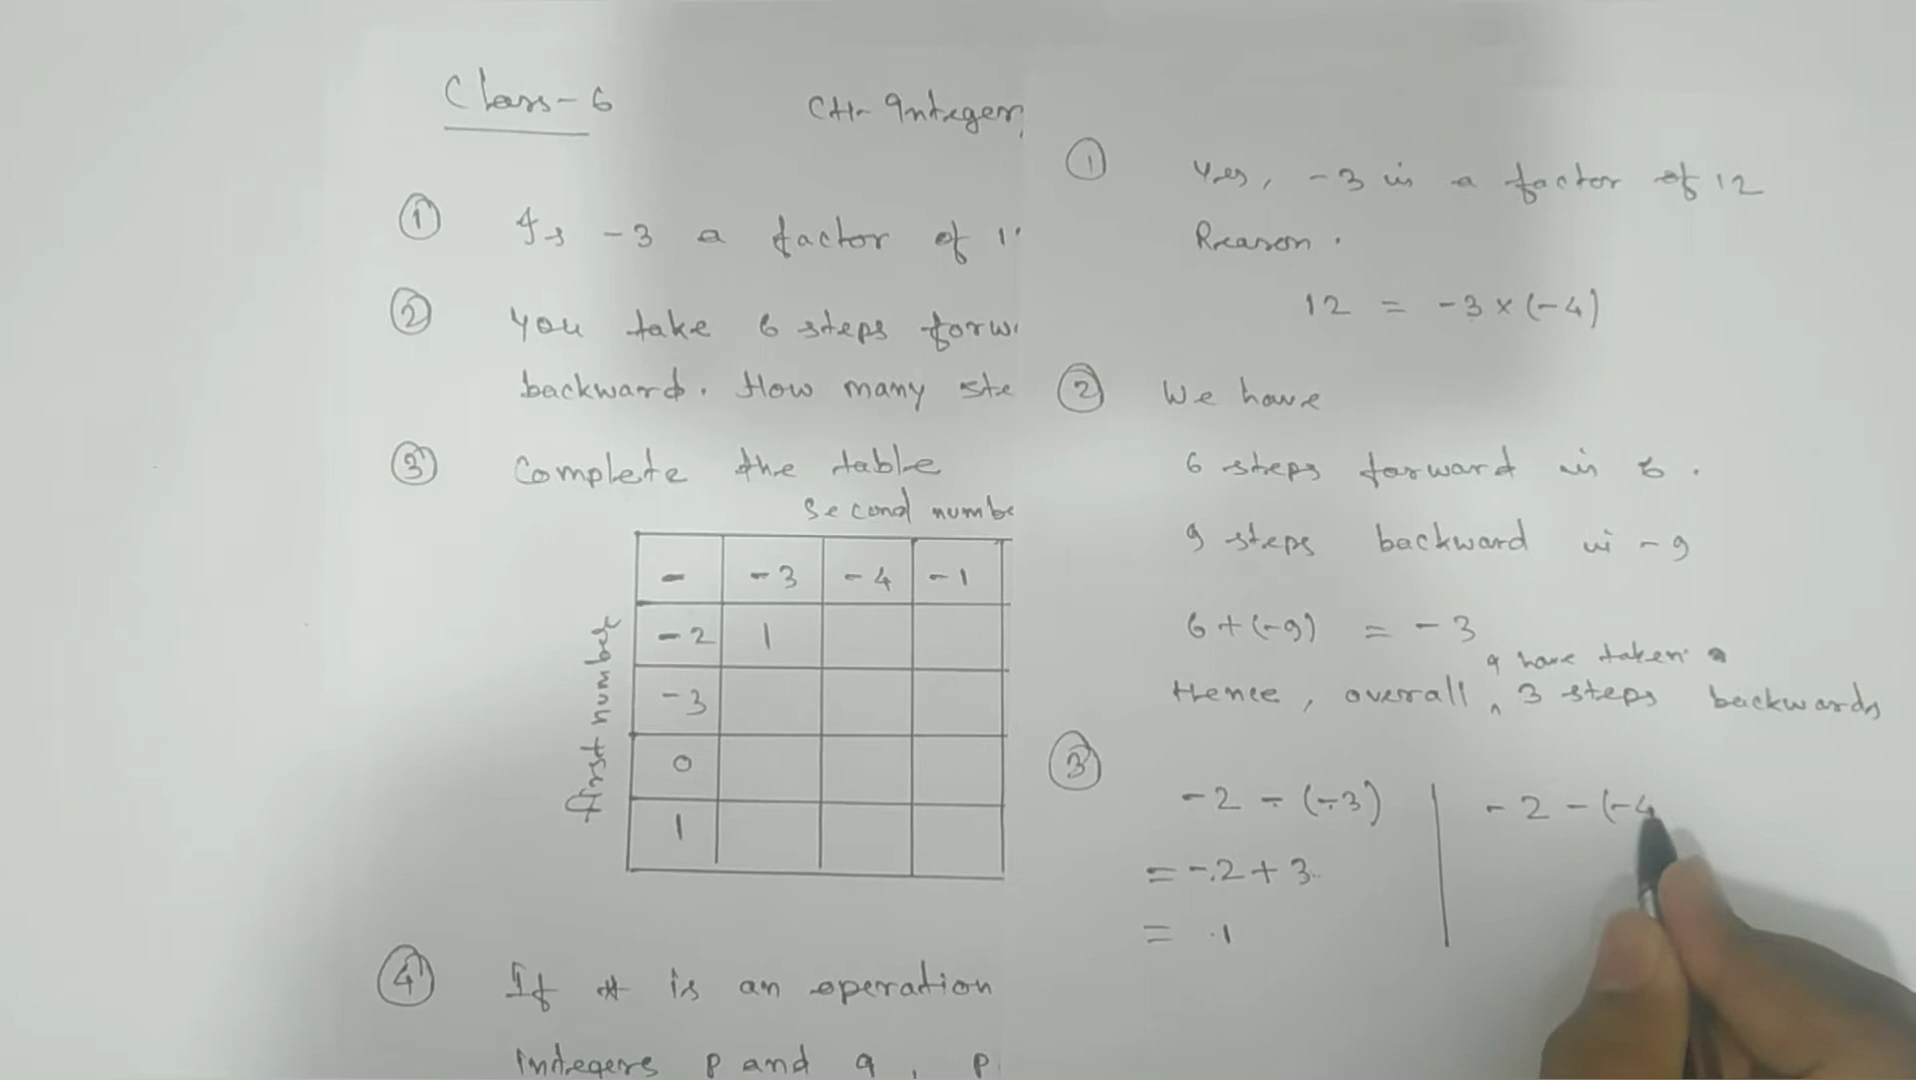 Class-6
CH- Integers
① Is -3 a factor of
② You take 6 steps forw
backward. How many ste
③ Complete the table
Second numbe
First number
- -3 -4 -1
-2 1
-3
0
1
④ If * is an operation
integers p and q, p
① Yes, -3 is a factor of 12
Reason.
12 = -3 × (-4)
② We have
6 steps forward is 6.
9 steps backward is -9
6+(-9) = -3
I have taken
Hence, overall, ^ 3 steps backwards
③
-2 - (-3)
= -2 + 3
= 1
-2 - (-4